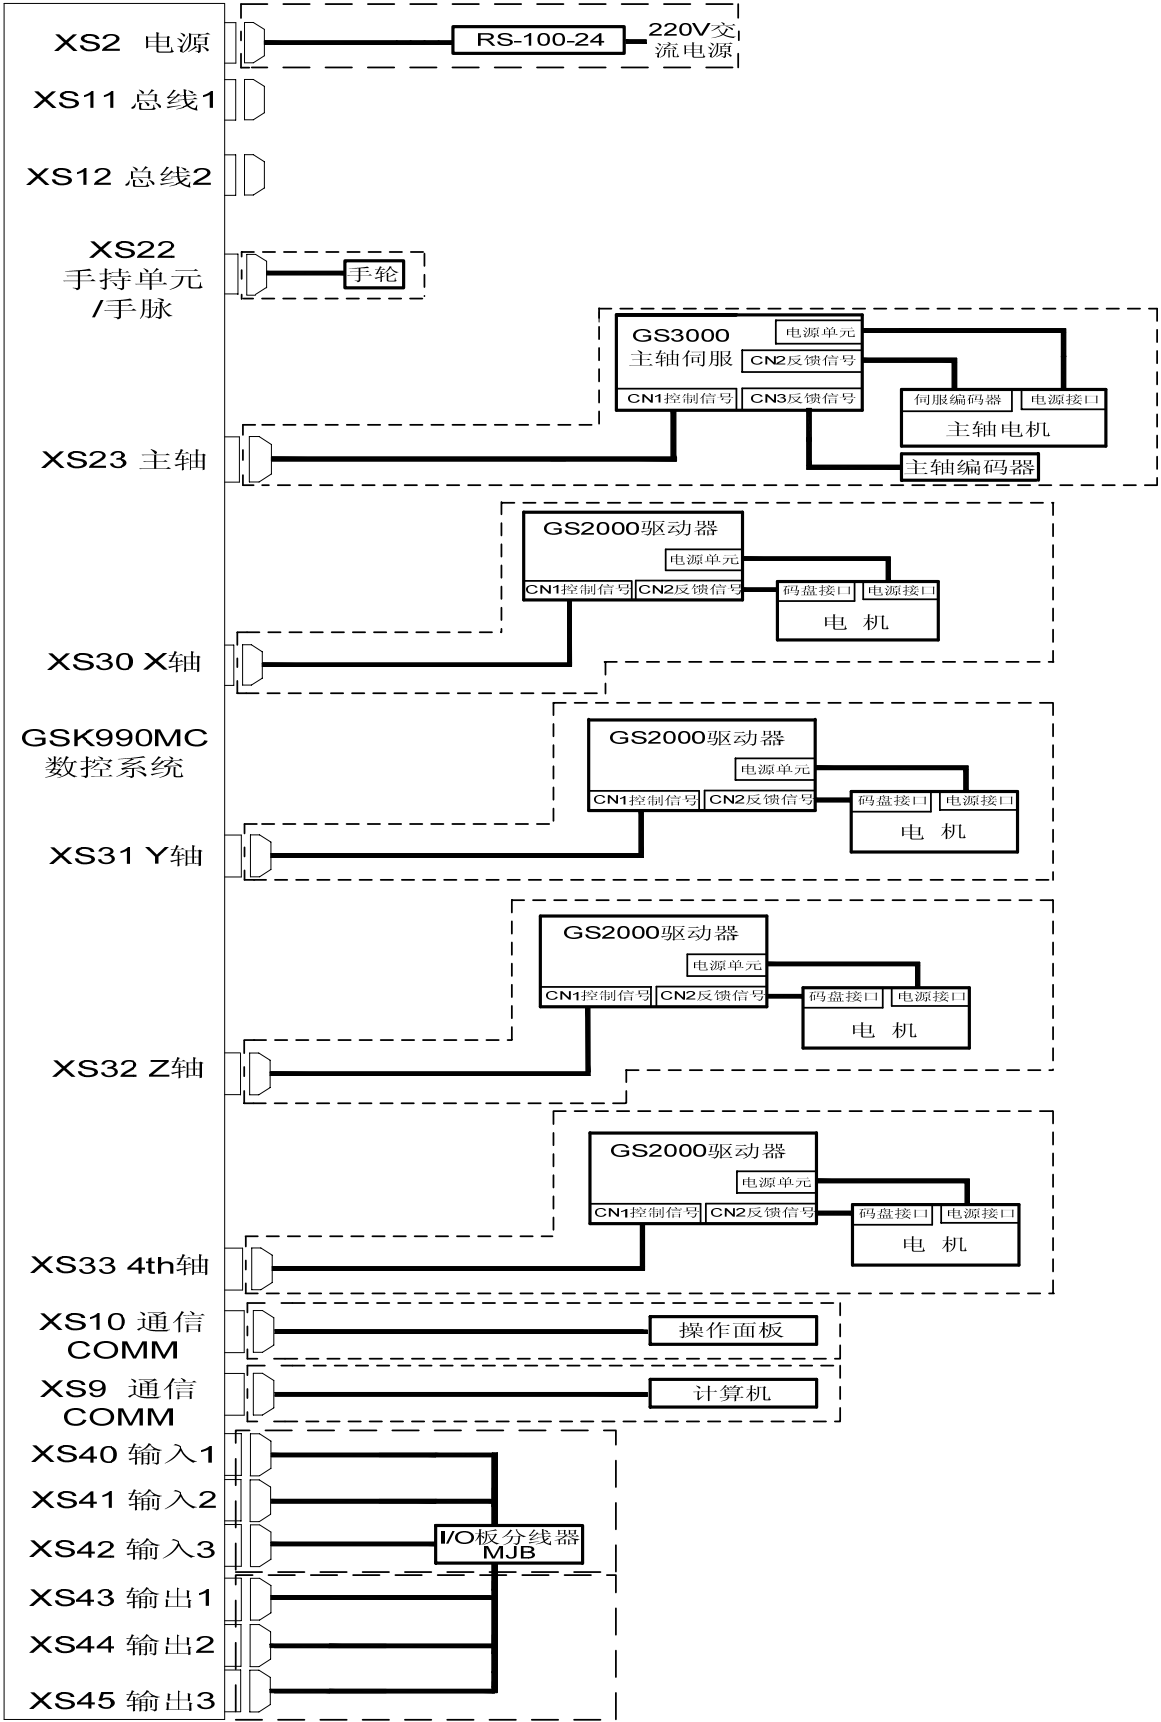 XS2 电源
RS-100-24
220V交
流电源
XS11 总线1
XS12 总线2
XS22
手持单元
/手脉
手轮
GS3000
主轴伺服
电源单元
CN2反馈信号
CN1控制信号
CN3反馈信号
伺服编码器
电源接口
主轴电机
主轴编码器
XS23 主轴
GS2000驱动器
电源单元
CN1控制信号
CN2反馈信号
码盘接口
电源接口
电 机
XS30 X轴
GSK990MC
数控系统
GS2000驱动器
电源单元
CN1控制信号
CN2反馈信号
码盘接口
电源接口
电 机
XS31 Y轴
GS2000驱动器
电源单元
CN1控制信号
CN2反馈信号
码盘接口
电源接口
电 机
XS32 Z轴
GS2000驱动器
电源单元
CN1控制信号
CN2反馈信号
码盘接口
电源接口
电 机
XS33 4th轴
XS10 通信
COMM
操作面板
XS9 通信
COMM
计算机
XS40 输入1
XS41 输入2
XS42 输入3
I/O板分线器
MJB
XS43 输出1
XS44 输出2
XS45 输出3